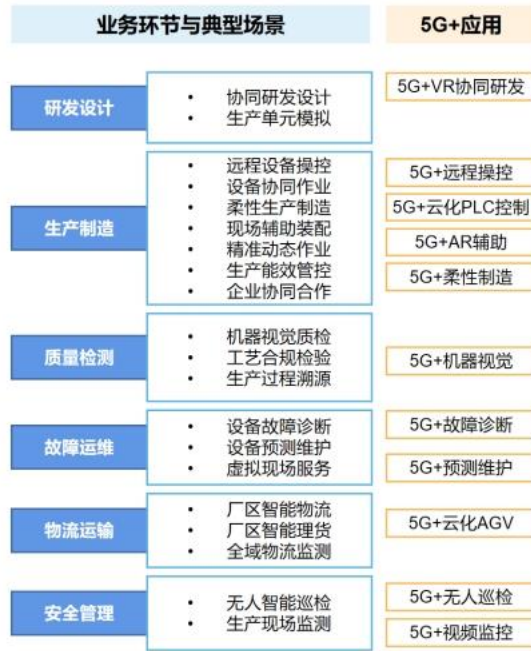 业务环节与典型场景
5G+应用
研发设计
• 协同研发设计
• 生产单元模拟
5G+VR协同研发
生产制造
• 远程设备操控
• 设备协同作业
• 柔性生产制造
• 现场辅助装配
• 精准动态作业
• 生产能效管控
• 企业协同合作
5G+远程操控
5G+云化PLC控制
5G+AR辅助
5G+柔性制造
质量检测
• 机器视觉质检
• 工艺合规检验
• 生产过程溯源
5G+机器视觉
故障运维
• 设备故障诊断
• 设备预测维护
• 虚拟现场服务
5G+故障诊断
5G+预测维护
物流运输
• 厂区智能物流
• 厂区智能理货
• 全域物流监测
5G+云化AGV
安全管理
• 无人智能巡检
• 生产现场监测
5G+无人巡检
5G+视频监控